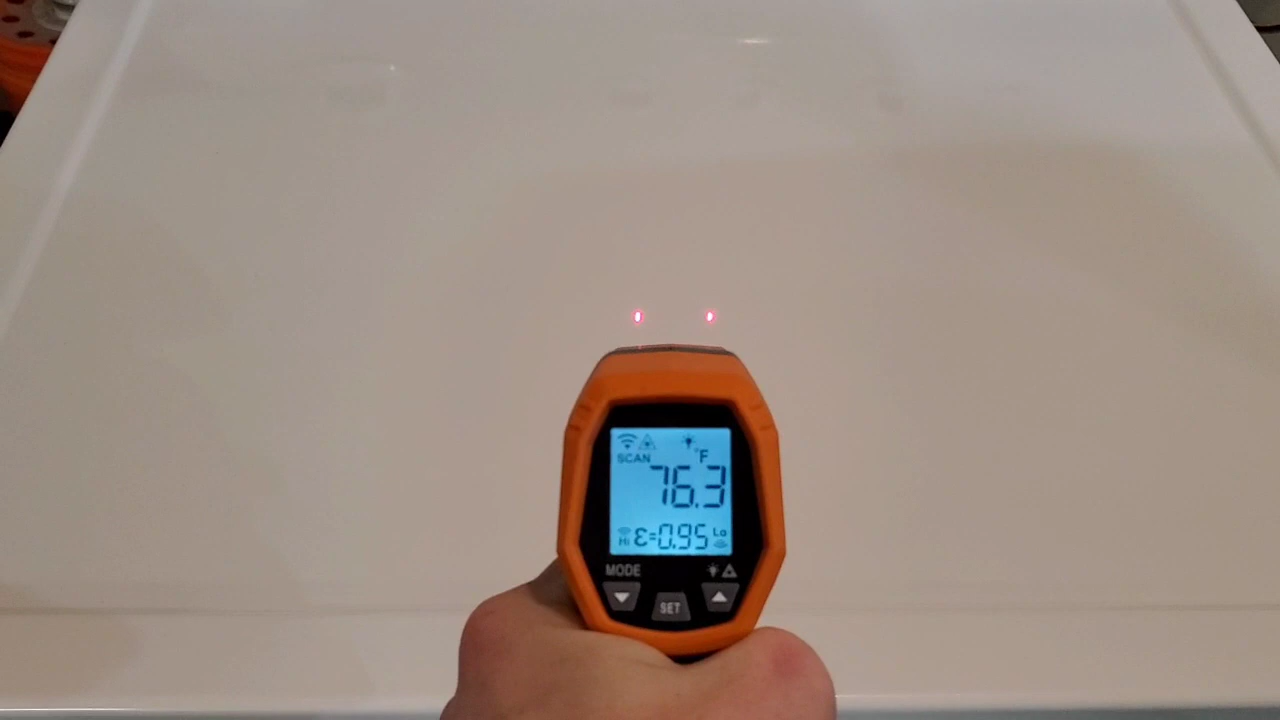 °F
SCAN
76.3
Hi ε=0.95 Lo
MODE
SET